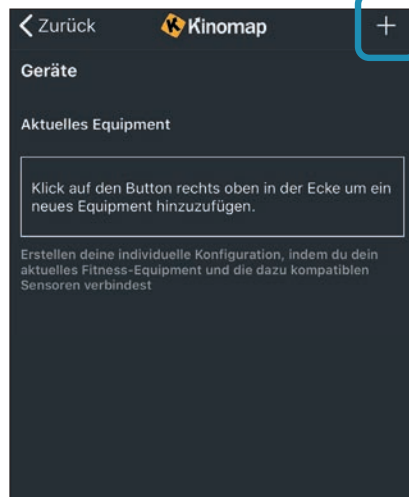 Zurück Kinomap +
Geräte
Aktuelles Equipment
Klick auf den Button rechts oben in der Ecke um ein
neues Equipment hinzuzufügen.
Erstellen deine individuelle Konfiguration, indem du dein
aktuelles Fitness-Equipment und die dazu kompatiblen
Sensoren verbindest